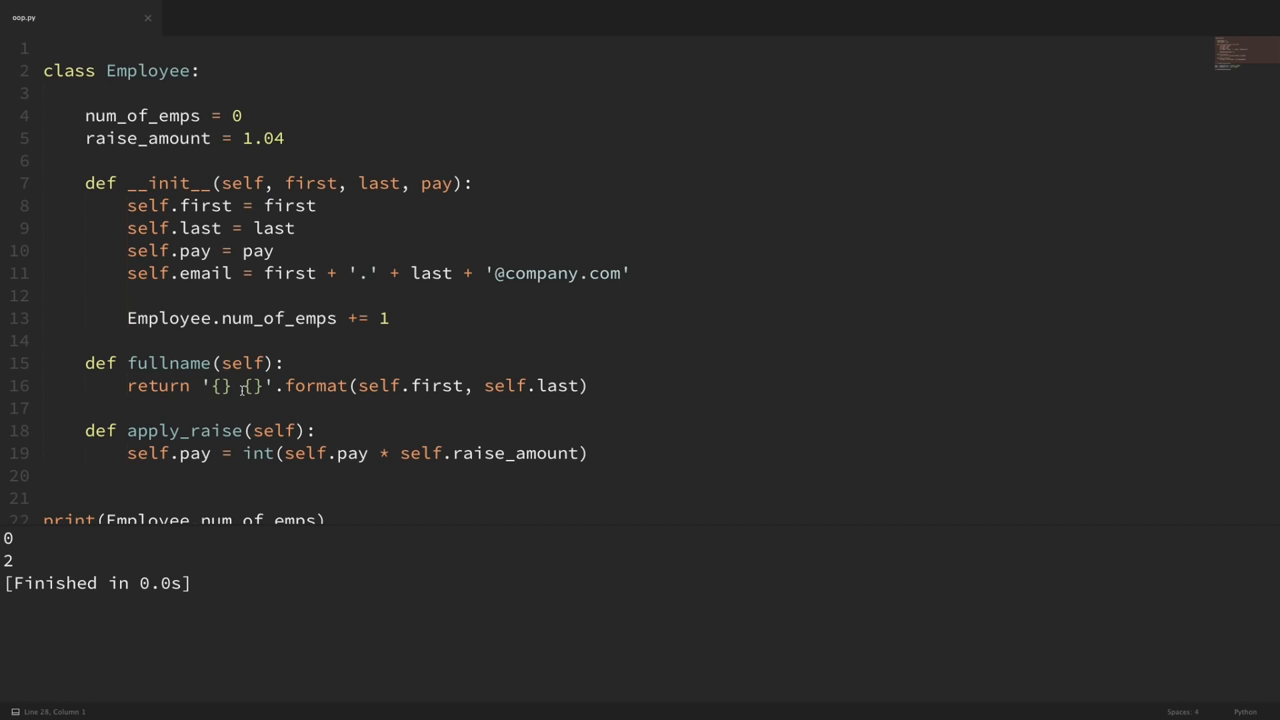 oop.py
1
2 class Employee:
3
4     num_of_emps = 0
5     raise_amount = 1.04
6
7     def __init__(self, first, last, pay):
8         self.first = first
9         self.last = last
10         self.pay = pay
11         self.email = first + '.' + last + '@company.com'
12
13         Employee.num_of_emps += 1
14
15     def fullname(self):
16         return '{} {}'.format(self.first, self.last)
17
18     def apply_raise(self):
19         self.pay = int(self.pay * self.raise_amount)
20
21
22 print(Employee.num_of_emps)
0
2
[Finished in 0.0s]
Line 28, Column 1 Spaces: 4 Python